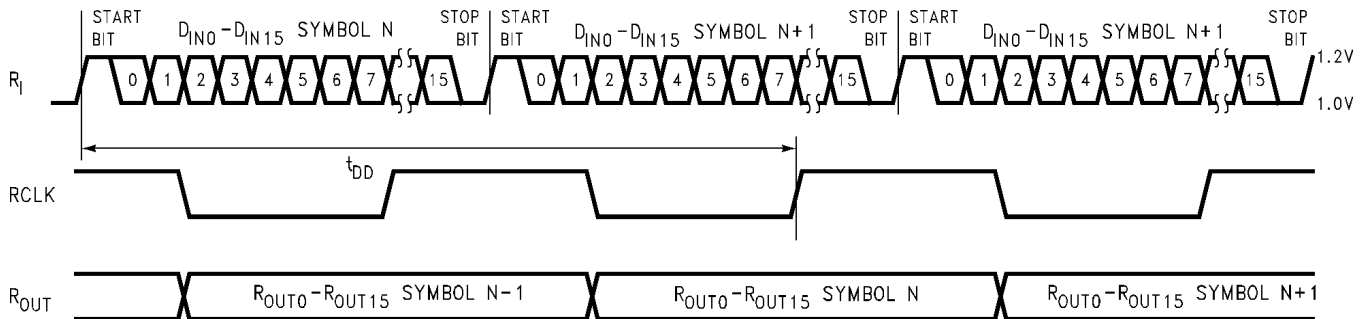 START BIT D_IN0-D_IN15 SYMBOL N STOP BIT START BIT D_IN0-D_IN15 SYMBOL N+1 STOP BIT START BIT D_IN0-D_IN15 SYMBOL N+1 STOP BIT
R_I 0 1 2 3 4 5 6 7 15 0 1 2 3 4 5 6 7 15 0 1 2 3 4 5 6 7 15 1.2V
1.0V
t_DD
RCLK
R_OUT R_OUT0-R_OUT15 SYMBOL N-1 R_OUT0-R_OUT15 SYMBOL N R_OUT0-R_OUT15 SYMBOL N+1